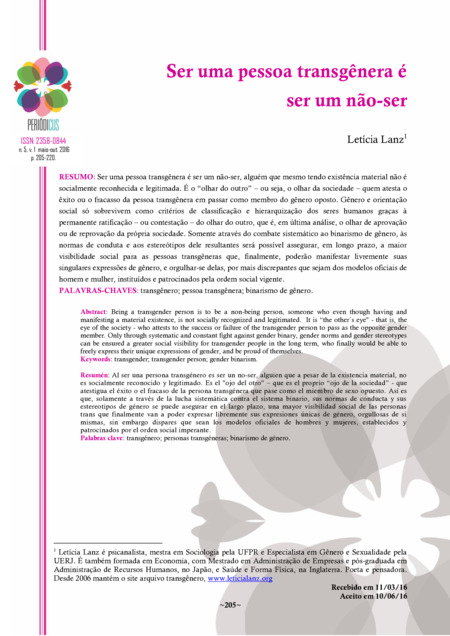 Ser uma pessoa transgênera é
ser um não-ser
PERIÓDICUS
ISSN: 2358-0844
n. 5, v. 1 maio-out. 2016
p. 205-220.
Letícia Lanz1
RESUMO: Ser uma pessoa transgênera é ser um não-ser, alguém que mesmo tendo existência material não é
socialmente reconhecida e legitimada. É o “olhar do outro” – ou seja, o olhar da sociedade – quem atesta o
êxito ou o fracasso da pessoa transgênera em passar como membro do gênero oposto. Gênero e orientação
social só sobrevivem como critérios de classificação e hierarquização dos seres humanos graças à
permanente ratificação – ou contestação – do olhar do outro, que é, em última análise, o olhar de aprovação
ou de reprovação da própria sociedade. Somente através do combate sistemático ao binarismo de gênero, às
normas de conduta e aos estereótipos dele resultantes será possível assegurar, em longo prazo, a maior
visibilidade social para as pessoas transgêneras que, finalmente, poderão manifestar livremente suas
singulares expressões de gênero, e orgulhar-se delas, por mais discrepantes que sejam dos modelos oficiais de
homem e mulher, instituídos e patrocinados pela ordem social vigente.
PALAVRAS-CHAVES: transgênero; pessoa transgênera; binarismo de gênero.
Abstract: Being a transgender person is to be a non-being person, someone who even though having and
manifesting a material existence, is not socially recognized and legitimated. It is "the other's eye" - that is, the
eye of the society - who attests to the success or failure of the transgender person to pass as the opposite gender
member. Only through systematic and constant fight against gender binary, gender norms and gender stereotypes
can be ensured a greater social visibility for transgender people in the long term, who finally would be able to
freely express their unique expressions of gender, and be proud of themselves.
Keywords: transgender; transgender person; gender binarism.
Resumén: Al ser una persona transgénero es ser un no-ser, alguien que a pesar de la existencia material, no
es socialmente reconocido y legitimado. Es el "ojo del otro" – que es el proprio "ojo de la sociedad" - que
atestigua el éxito o el fracaso de la persona transgénero que pase como el miembro de sexo opuesto. Así es
que, solamente a través de la lucha sistemática contra el sistema binario, sus normas de conducta y sus
estereotipos de género se puede asegurar en el largo plazo, una mayor visibilidad social de las personas
trans que finalmente van a poder expresar libremente sus expresiones únicas de género, orgullosas de si
mismas, sin embargo dispares que sean los modelos oficiales de hombres y mujeres, establecidos y
patrocinados por el orden social imperante.
Palabras clave: transgénero; personas transgéneras; binarismo de género.
1 Letícia Lanz é psicanalista, mestra em Sociologia pela UFPR e Especialista em Gênero e Sexualidade pela
UERJ. É também formada em Economia, com Mestrado em Administração de Empresas e pós-graduada em
Administração de Recursos Humanos, no Japão, e Saúde e Forma Física, na Inglaterra. Poeta e pensadora.
Desde 2006 mantém o site arquivo transgênero, www.leticialanz.org
Recebido em 11/03/16
Aceito em 10/06/16
~205~